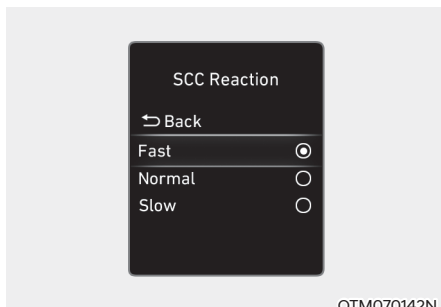 SCC Reaction
Back
Fast
Normal
Slow
OTM070142N